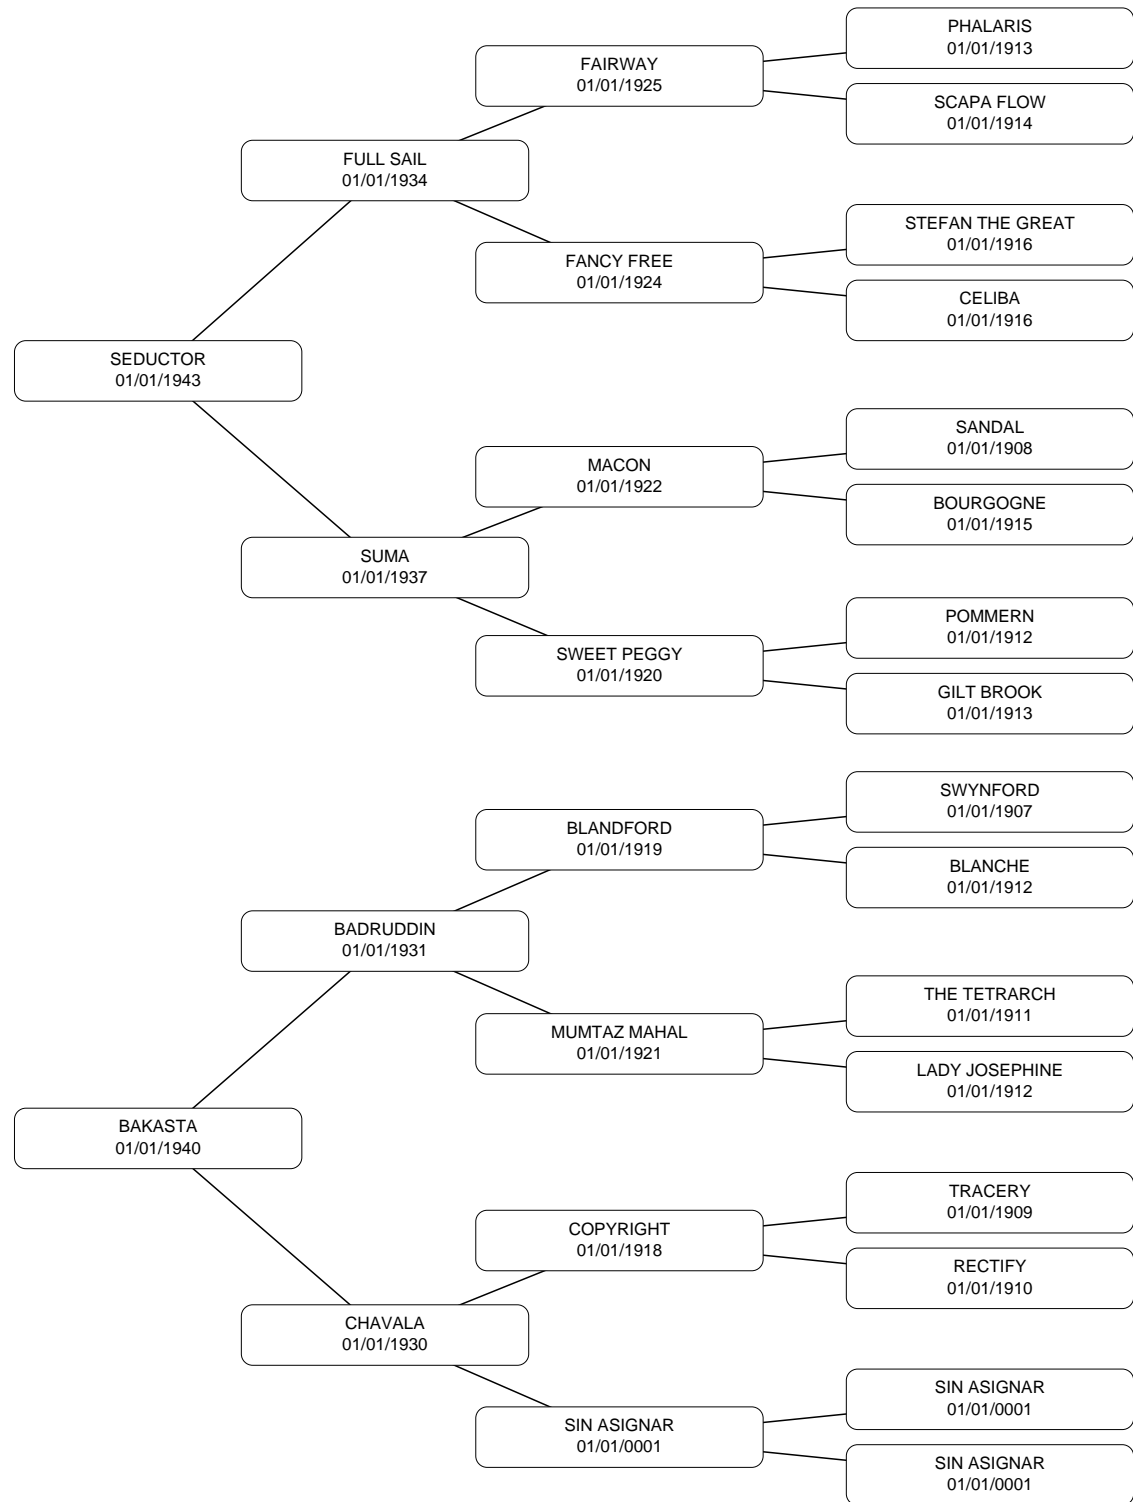 PHALARIS
01/01/1913
FAIRWAY
01/01/1925
SCAPA FLOW
01/01/1914
FULL SAIL
01/01/1934
STEFAN THE GREAT
01/01/1916
FANCY FREE
01/01/1924
CELIBA
01/01/1916
SEDUCTOR
01/01/1943
SANDAL
01/01/1908
MACON
01/01/1922
BOURGOGNE
01/01/1915
SUMA
01/01/1937
POMMERN
01/01/1912
SWEET PEGGY
01/01/1920
GILT BROOK
01/01/1913
SWYNFORD
01/01/1907
BLANDFORD
01/01/1919
BLANCHE
01/01/1912
BADRUDDIN
01/01/1931
THE TETRARCH
01/01/1911
MUMTAZ MAHAL
01/01/1921
LADY JOSEPHINE
01/01/1912
BAKASTA
01/01/1940
TRACERY
01/01/1909
COPYRIGHT
01/01/1918
RECTIFY
01/01/1910
CHAVALA
01/01/1930
SIN ASIGNAR
01/01/0001
SIN ASIGNAR
01/01/0001
SIN ASIGNAR
01/01/0001